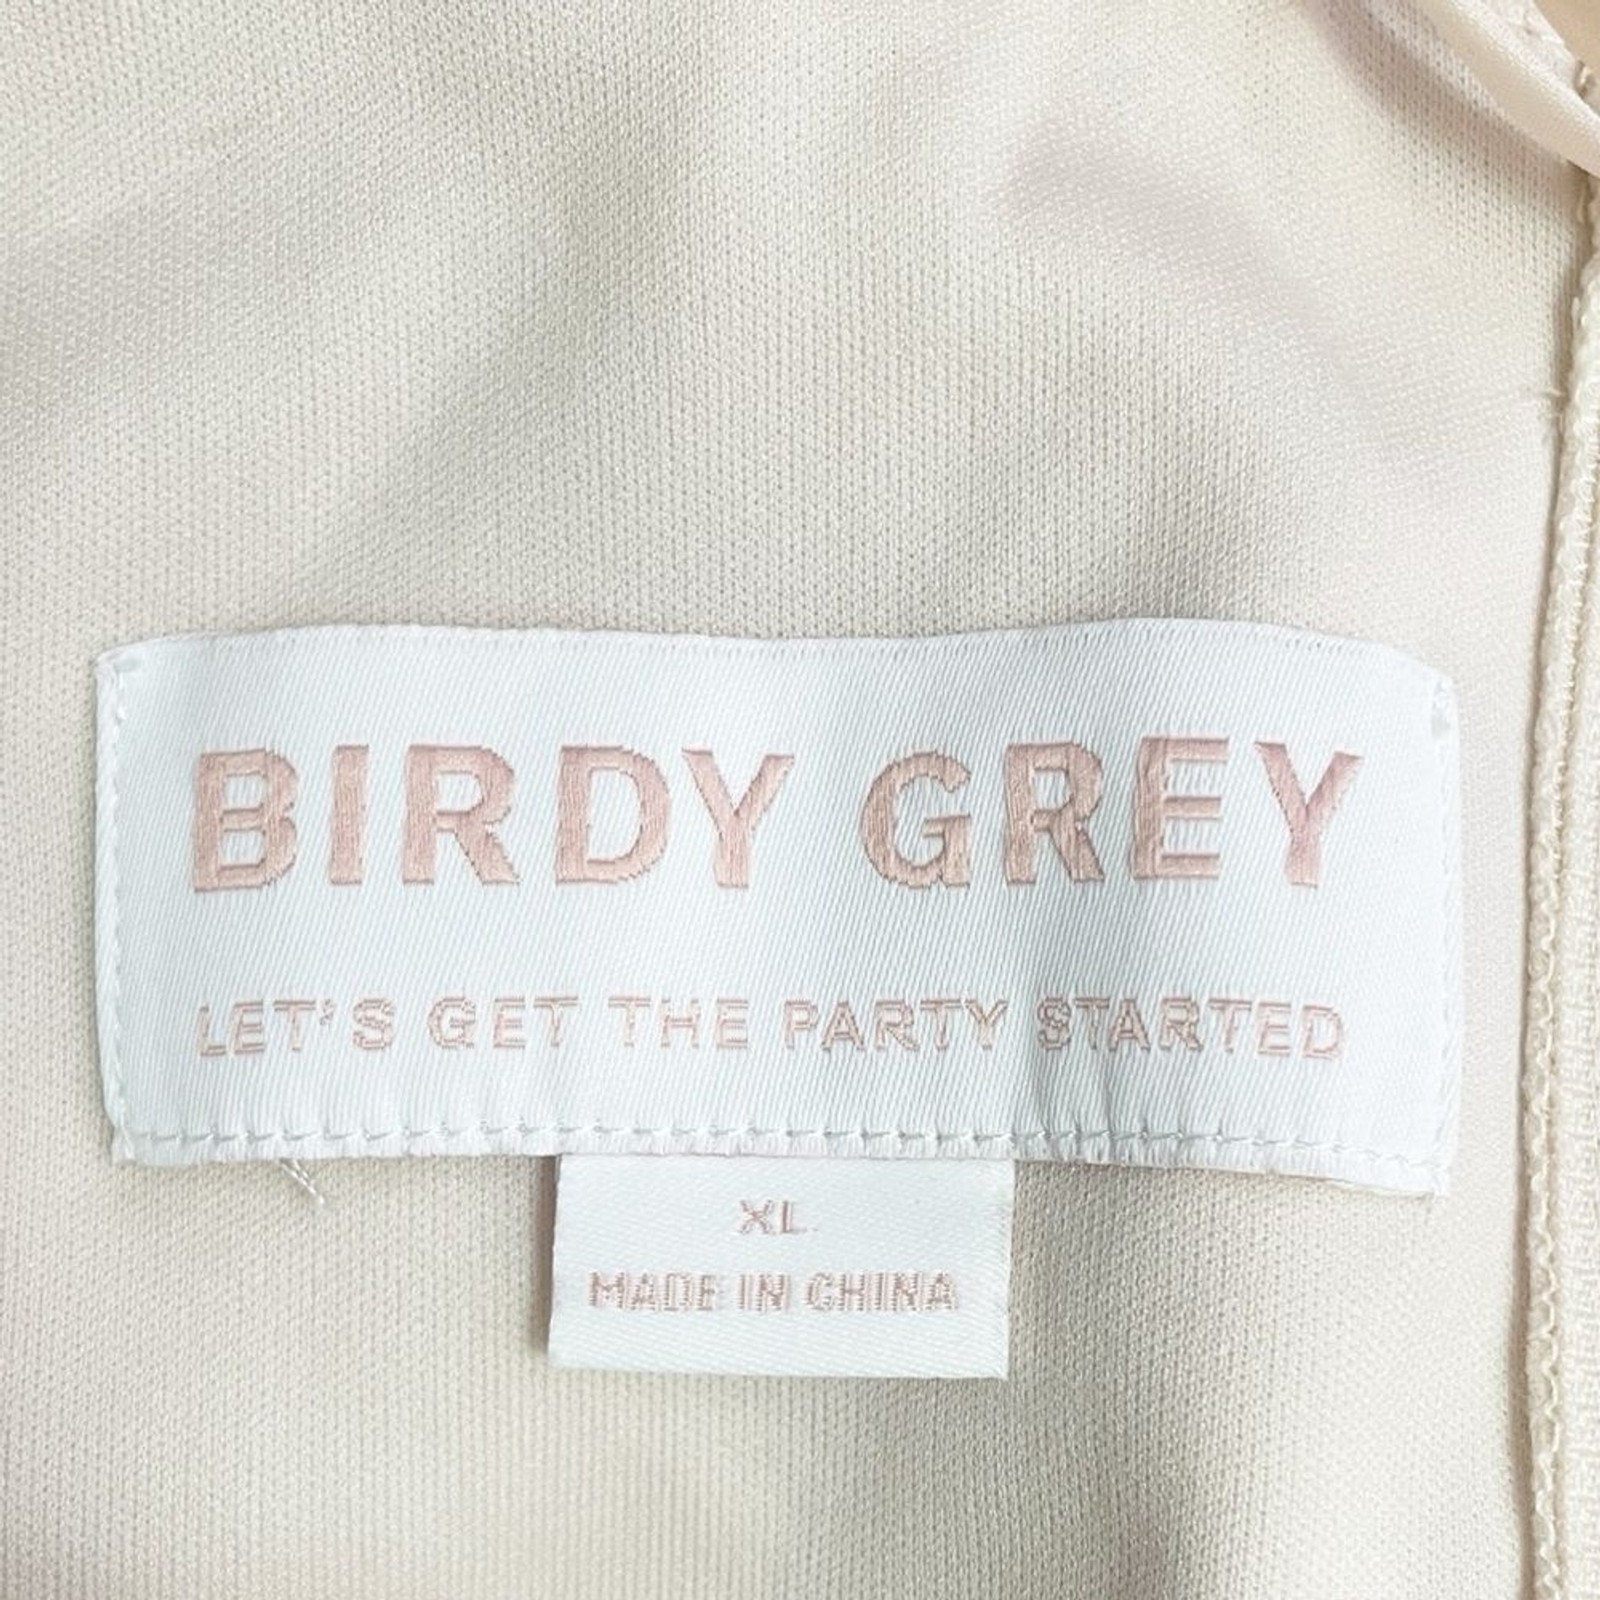 BIRDY GREY
LET'S GET THE PARTY STARTED
XL
MADE IN CHINA